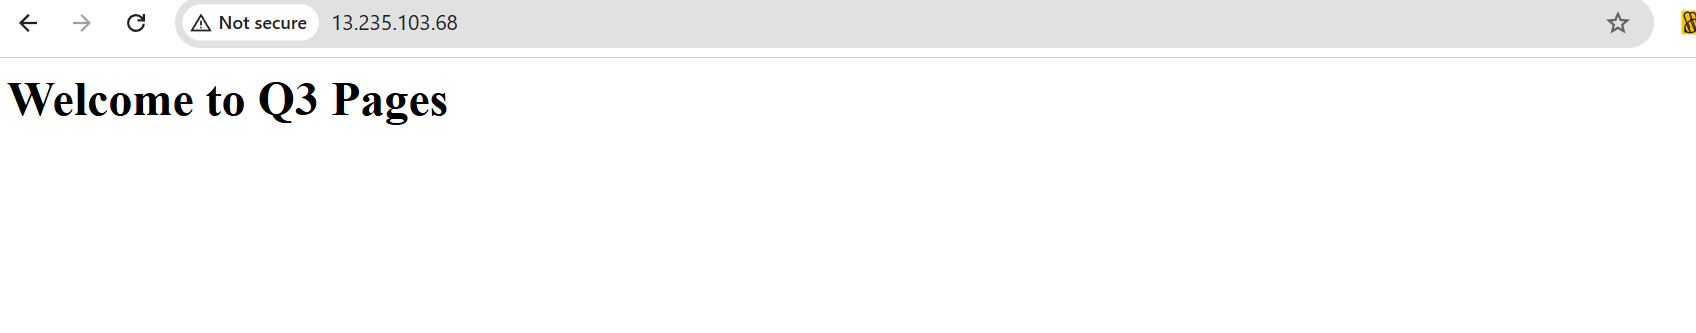 Not secure 13.235.103.68
Welcome to Q3 Pages